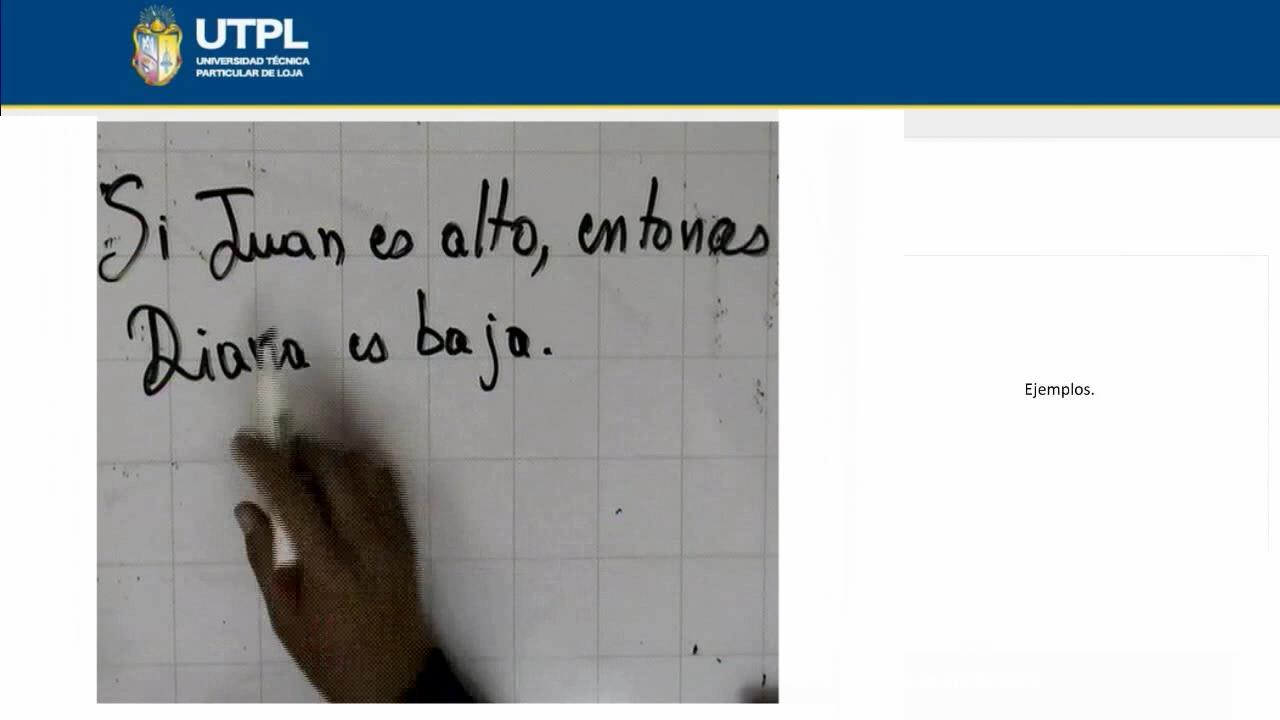 UTPL
UNIVERSIDAD TÉCNICA
PARTICULAR DE LOJA
Si Juan es alto, entonces
Diana es baja.
Ejemplos.